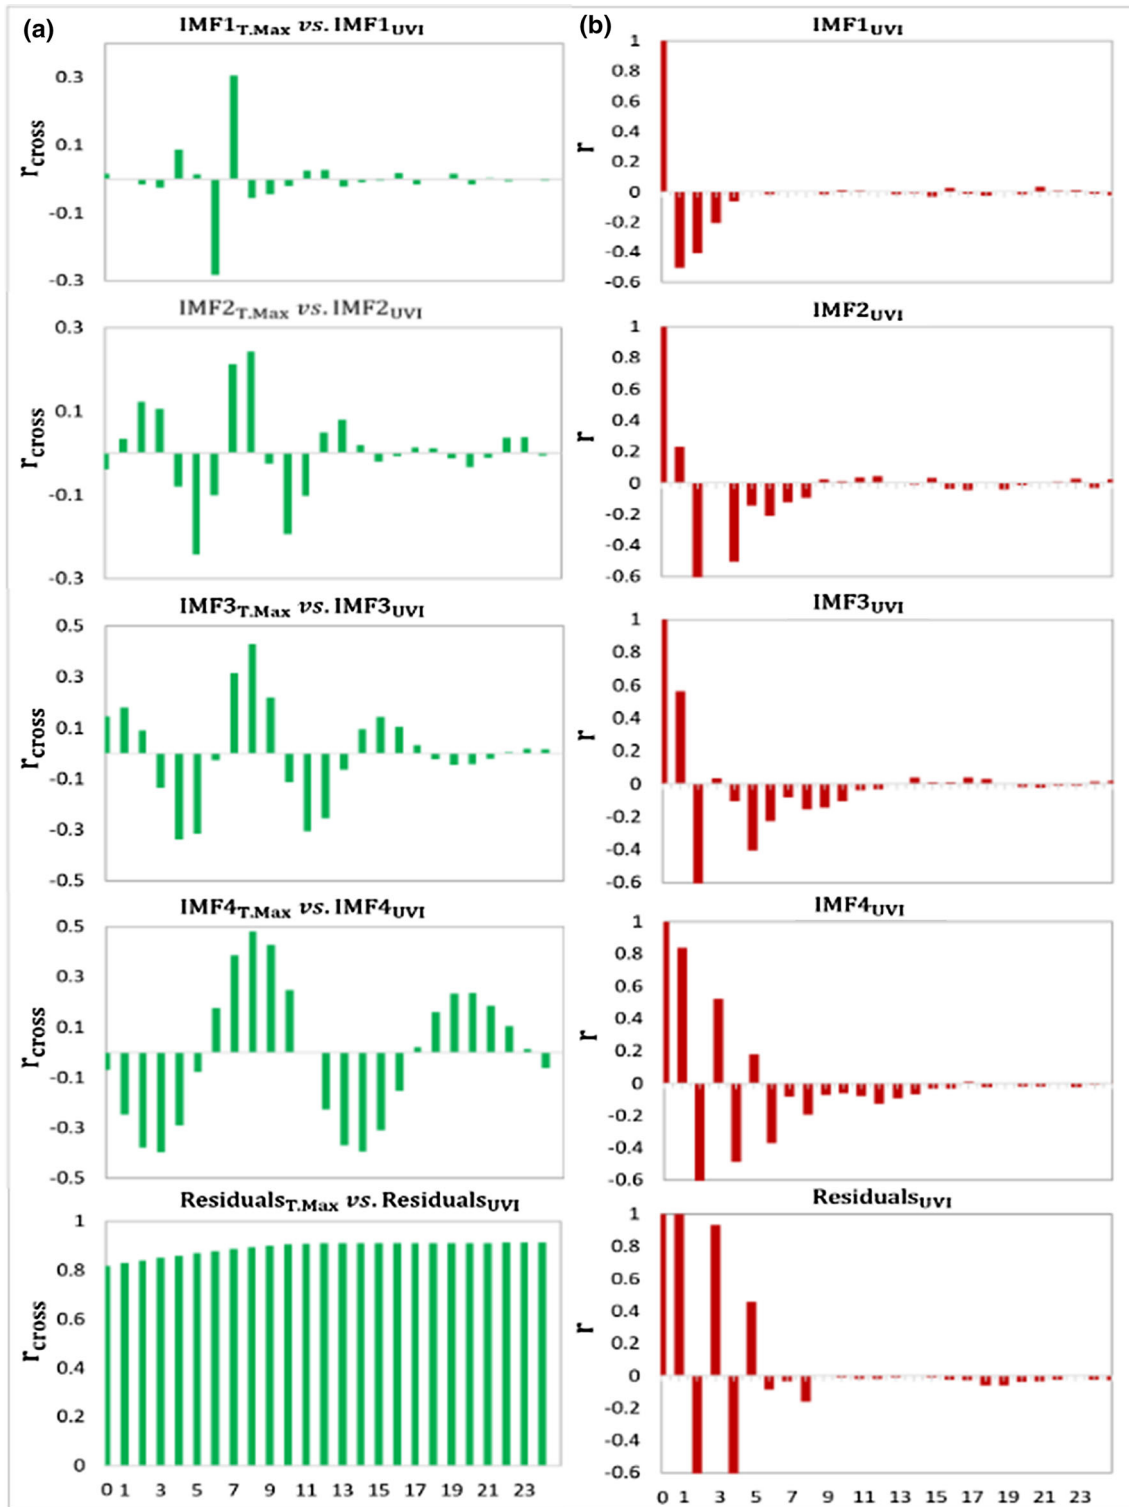 (a)
IMF1T.Max vs. IMF1UVI
0.3
0.1
-0.1
-0.3
rcross
IMF2T.Max vs. IMF2UVI
0.3
0.1
-0.1
-0.3
rcross
IMF3T.Max vs. IMF3UVI
0.5
0.3
0.1
-0.1
-0.3
-0.5
rcross
IMF4T.Max vs. IMF4UVI
0.5
0.3
0.1
-0.1
-0.3
-0.5
rcross
ResidualsT.Max vs. ResidualsUVI
1
0.8
0.6
0.4
0.2
0
rcross
0 1 3 5 7 9 11 13 15 17 19 21 23
(b)
IMF1UVI
1
0.8
0.6
0.4
0.2
0
-0.2
-0.4
-0.6
r
IMF2UVI
1
0.8
0.6
0.4
0.2
0
-0.2
-0.4
-0.6
r
IMF3UVI
1
0.8
0.6
0.4
0.2
0
-0.2
-0.4
-0.6
r
IMF4UVI
1
0.8
0.6
0.4
0.2
0
-0.2
-0.4
-0.6
r
ResidualsUVI
1
0.8
0.6
0.4
0.2
0
-0.2
-0.4
-0.6
r
0 1 3 5 7 9 11 13 15 17 19 21 23